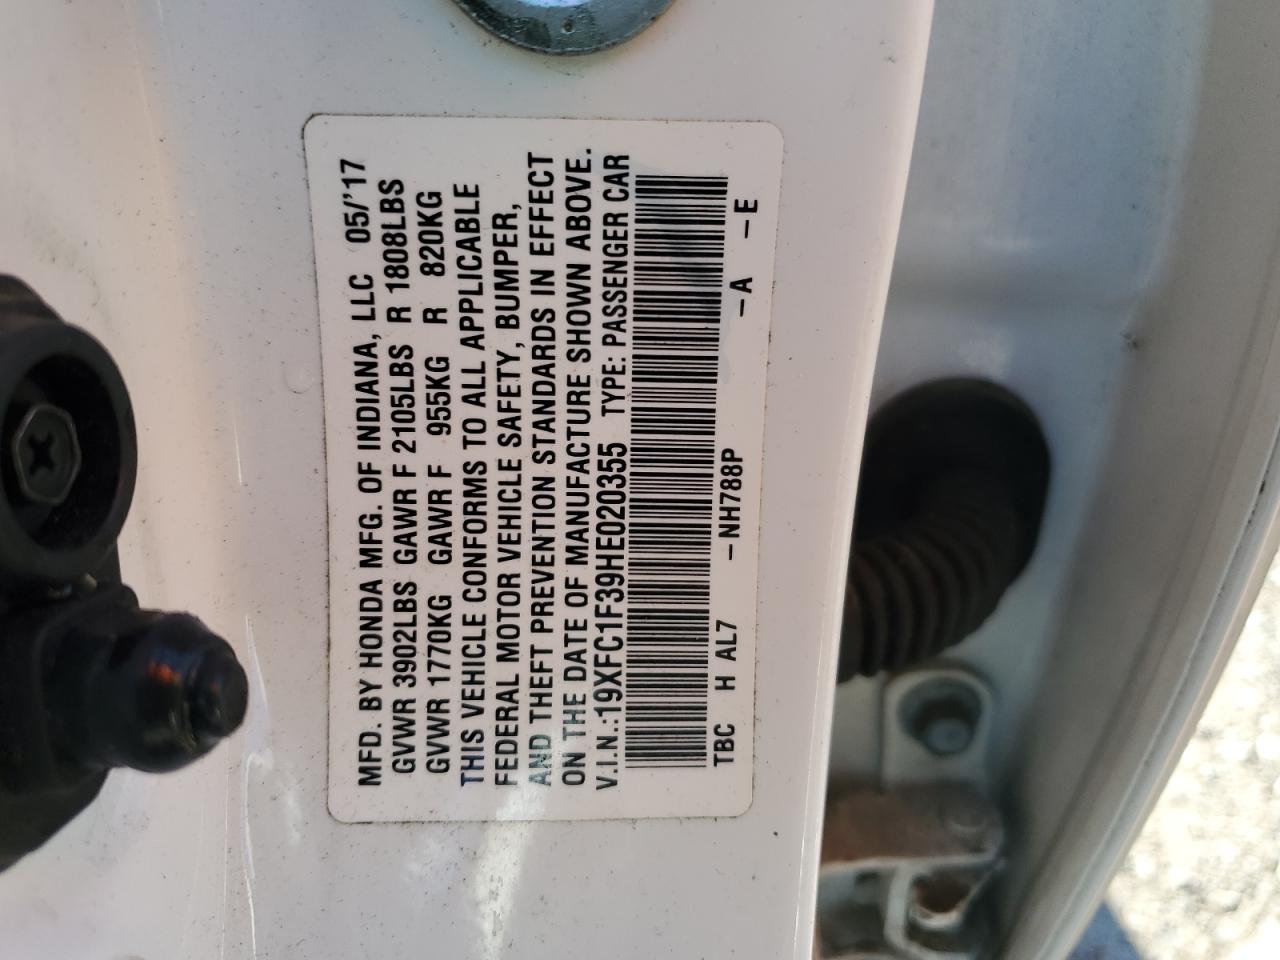 MFD. BY HONDA MFG. OF INDIANA, LLC 05/'17
GVWR 3902LBS GAWR F 2105LBS R 1808LBS
GVWR 1770KG GAWR F 955KG R 820KG
THIS VEHICLE CONFORMS TO ALL APPLICABLE
FEDERAL MOTOR VEHICLE SAFETY, BUMPER,
AND THEFT PREVENTION STANDARDS IN EFFECT
ON THE DATE OF MANUFACTURE SHOWN ABOVE.
V.I.N.:19XFC1F39HE020355 TYPE: PASSENGER CAR
TBC H AL7 -NH788P -A -E